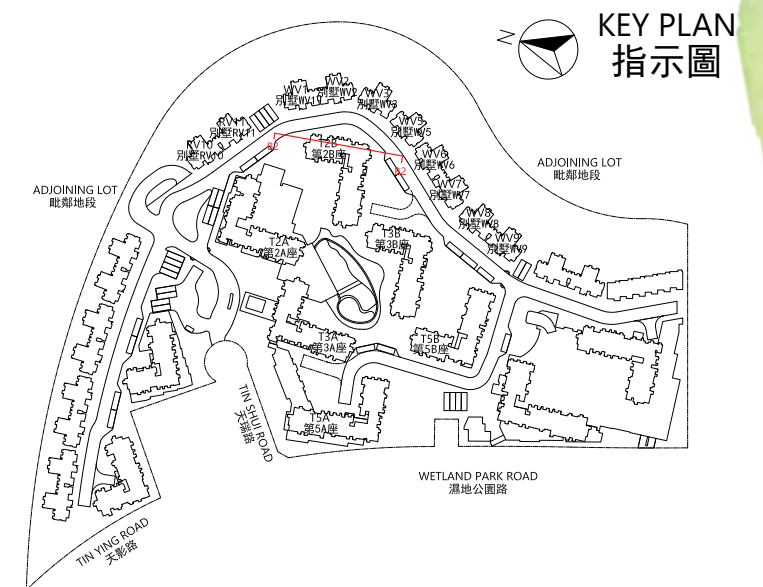 KEY PLAN
指示圖
N
WV2
別墅WV2
WV1
別墅WV1
WV3
別墅WV3
RV11
別墅RV11
WV5
別墅WV5
RV10
別墅RV10
B2
T2B
第2B座
WV6
別墅WV6
B2
ADJOINING LOT
毗鄰地段
ADJOINING LOT
毗鄰地段
WV7
別墅WV7
WV8
別墅WV8
T2A
第2A座
T3B
第3B座
WV9
別墅WV9
T3A
第3A座
T5B
第5B座
T5A
第5A座
TIN SHUI ROAD
天瑞路
WETLAND PARK ROAD
濕地公園路
TIN YING ROAD
天影路